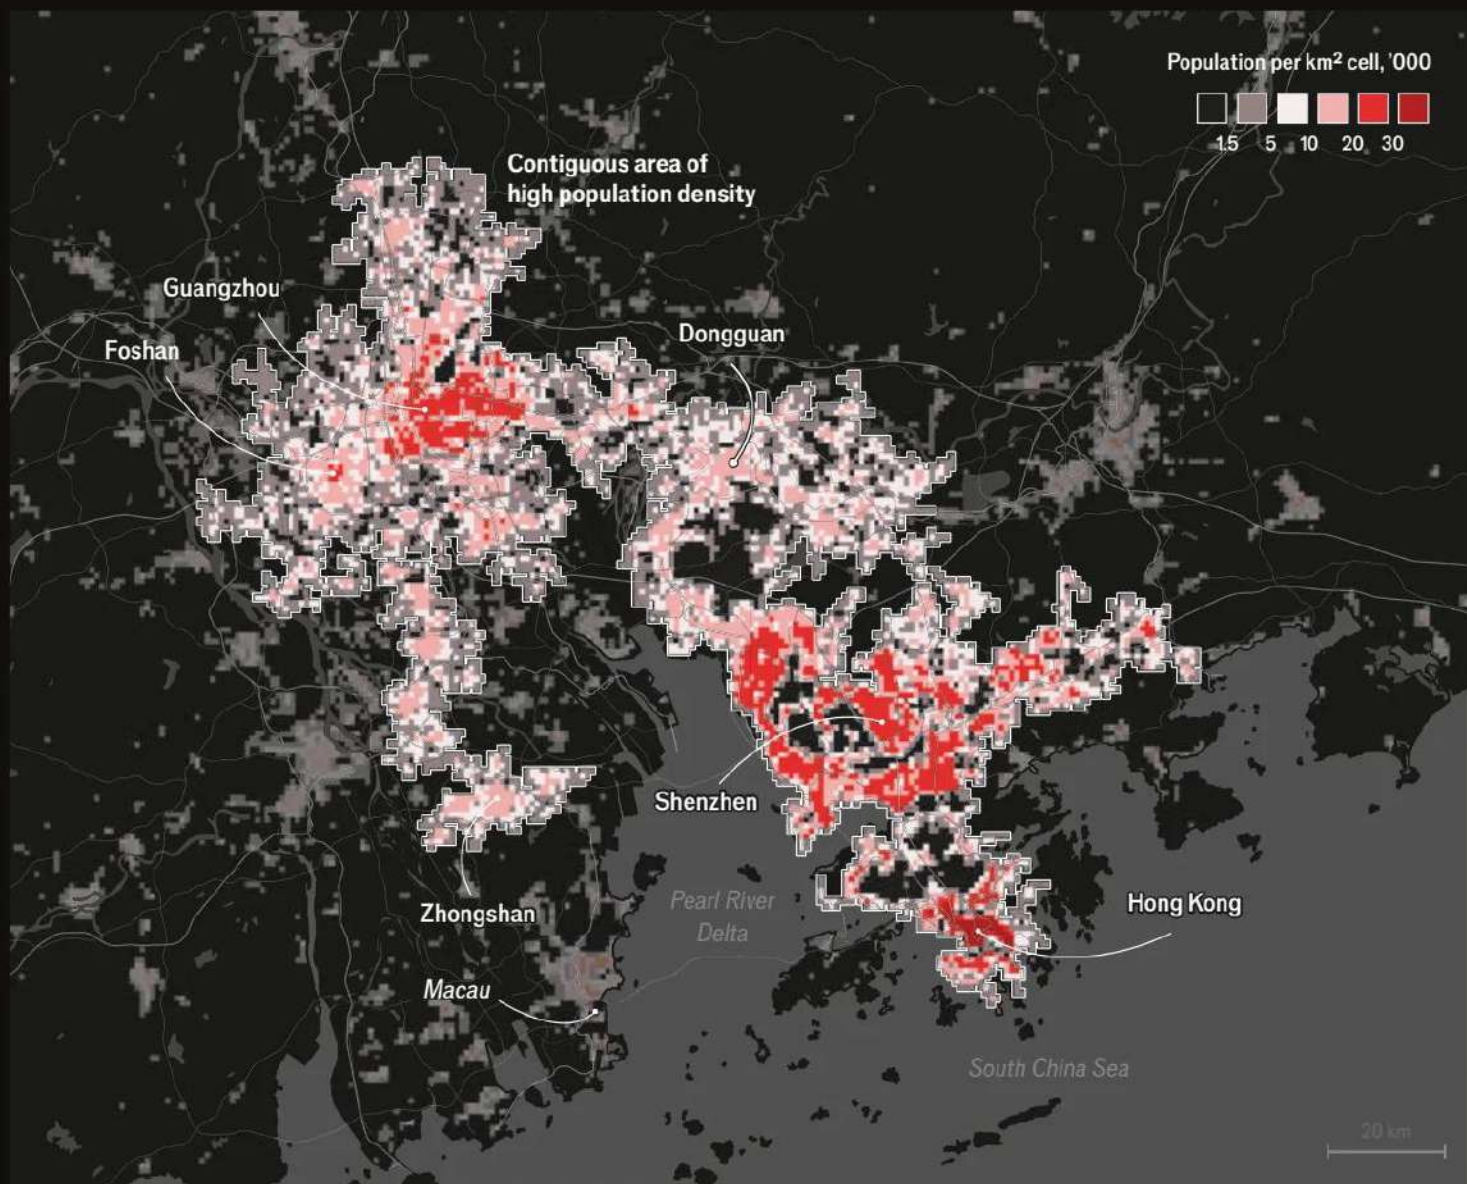 Population per km² cell, '000
1.5 5 10 20 30
Contiguous area of
high population density
Guangzhou
Foshan
Dongguan
Shenzhen
Zhongshan
Pearl River
Delta
Hong Kong
Macau
South China Sea
20 km